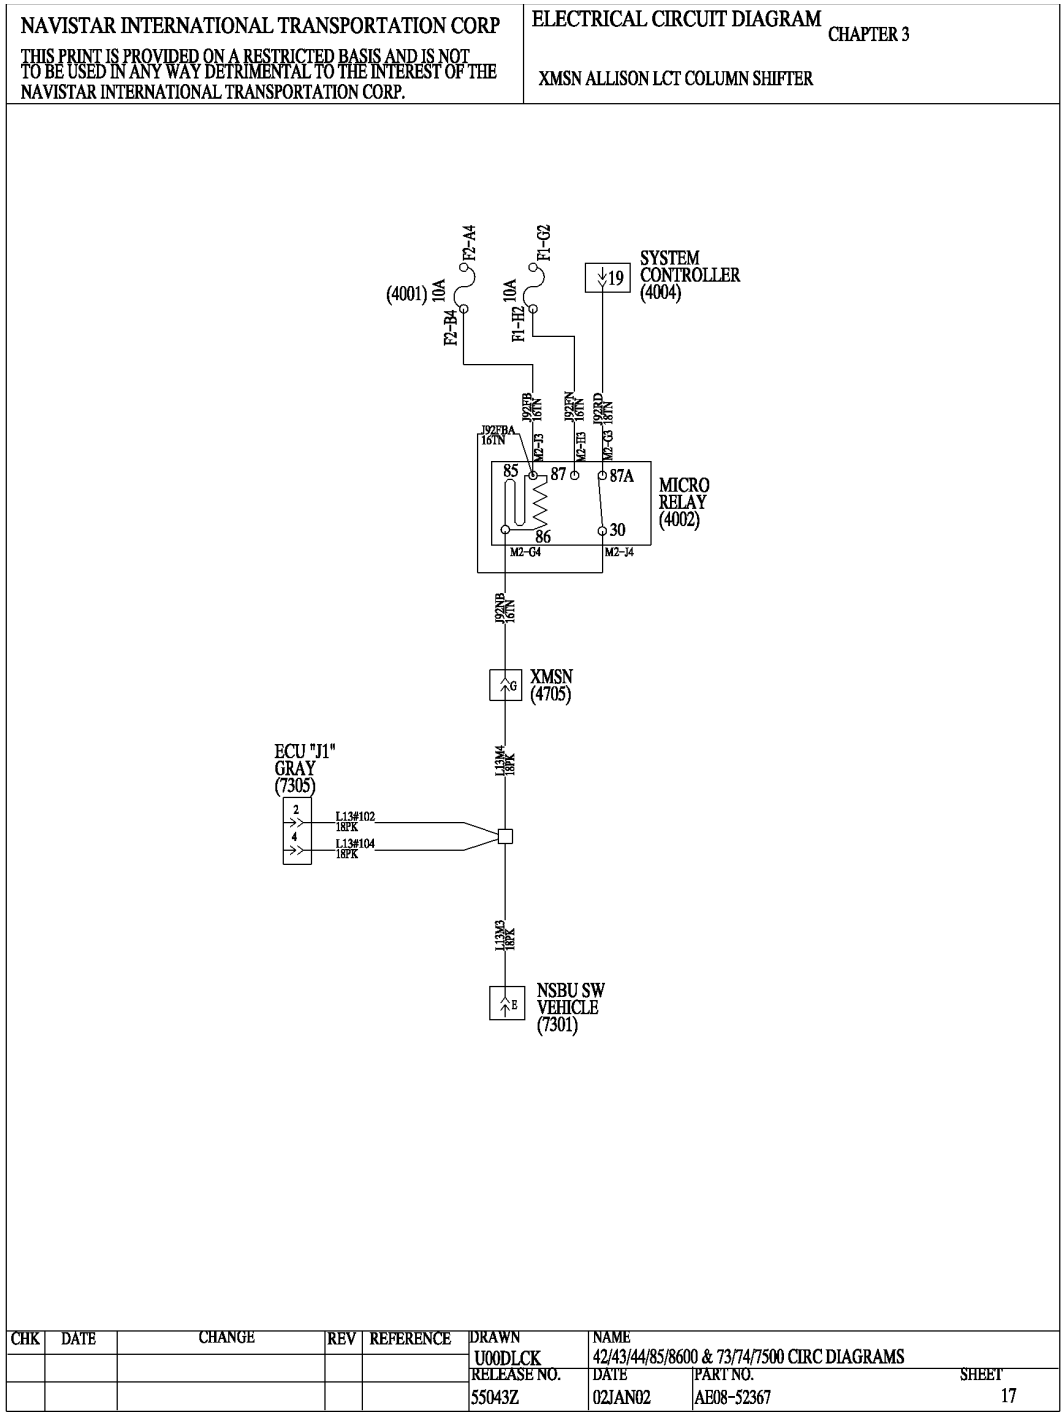 NAVISTAR INTERNATIONAL TRANSPORTATION CORP
THIS PRINT IS PROVIDED ON A RESTRICTED BASIS AND IS NOT
TO BE USED IN ANY WAY DETRIMENTAL TO THE INTEREST OF THE
NAVISTAR INTERNATIONAL TRANSPORTATION CORP.
ELECTRICAL CIRCUIT DIAGRAM
CHAPTER 3
XMSN ALLISON LCT COLUMN SHIFTER
F2-A4
(4001)
10A
F2-B4
F1-G2
10A
F1-H2
19
SYSTEM
CONTROLLER
(4004)
J92FB
16TN
J92FN
16TN
J92RD
18TN
J92FBA
16TN
M2-J3
M2-H3
M2-G3
85
87
87A
86
30
MICRO
RELAY
(4002)
M2-G4
M2-J4
J92NB
16TN
G
XMSN
(4705)
L13M4
18PK
ECU "J1"
GRAY
(7305)
2
L13#102
18PK
4
L13#104
18PK
L13M3
18PK
E
NSBU SW
VEHICLE
(7301)
CHK
DATE
CHANGE
REV
REFERENCE
DRAWN
U00DLCK
NAME
42/43/44/85/8600 & 73/74/7500 CIRC DIAGRAMS
RELEASE NO.
55043Z
DATE
02JAN02
PART NO.
AE08-52367
SHEET
17